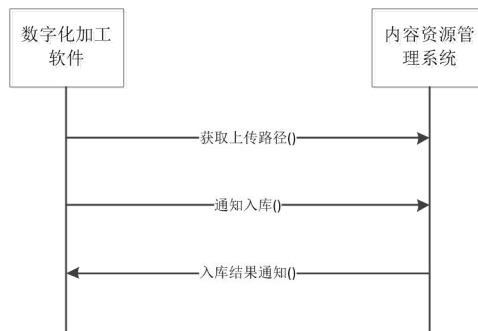 数字化加工
软件
内容资源管
理系统
获取上传路径()
通知入库()
入库结果通知()